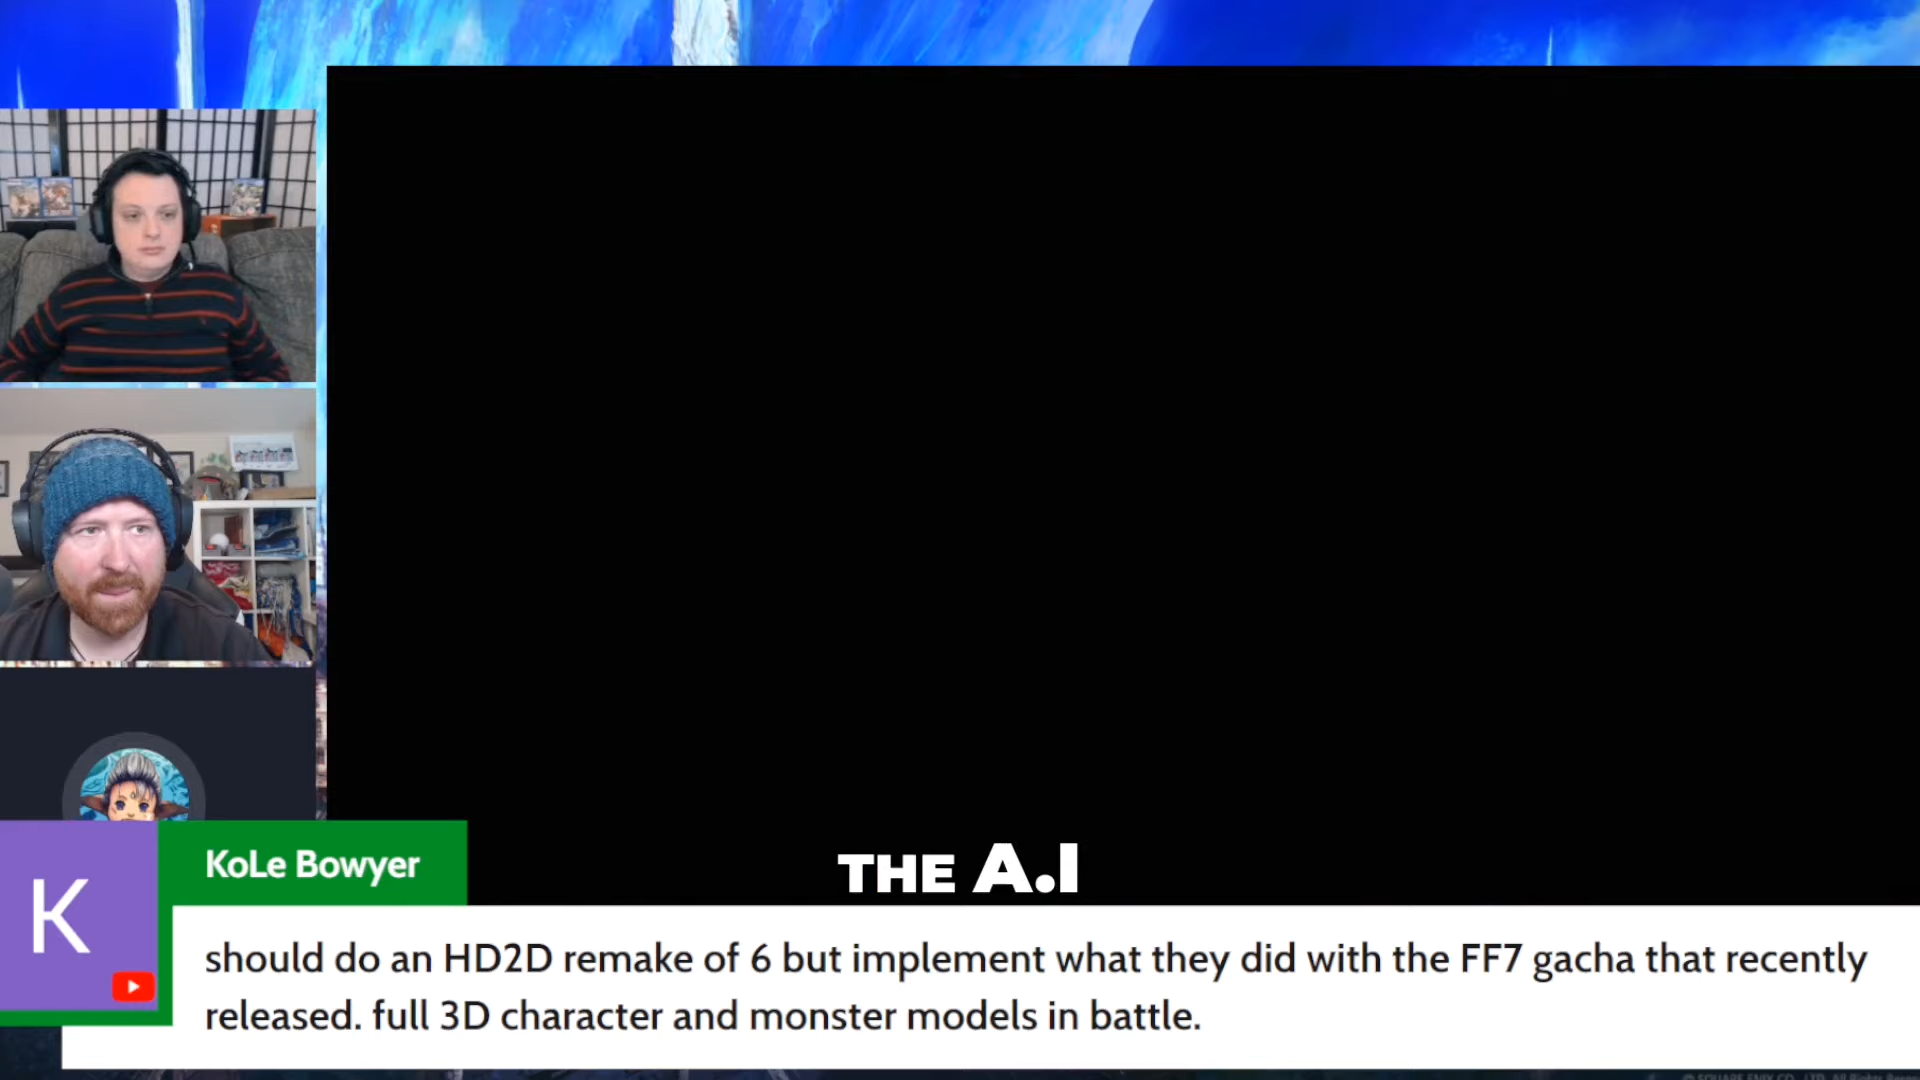 THE A.I
KoLe Bowyer
K
should do an HD2D remake of 6 but implement what they did with the FF7 gacha that recently
released. full 3D character and monster models in battle.